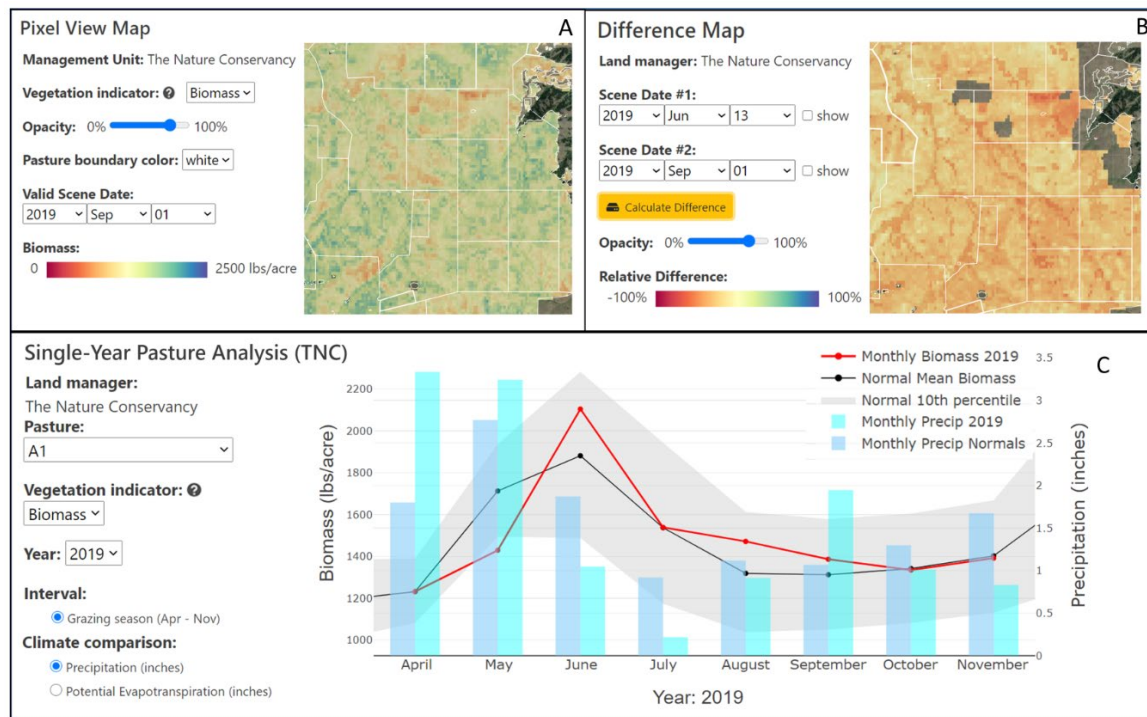 Pixel View Map
A
Management Unit: The Nature Conservancy
Vegetation indicator: ? Biomass
Opacity: 0% 100%
Pasture boundary color: white
Valid Scene Date:
2019 Sep 01
Biomass:
0 2500 lbs/acre
Difference Map
B
Land manager: The Nature Conservancy
Scene Date #1:
2019 Jun 13 show
Scene Date #2:
2019 Sep 01 show
Calculate Difference
Opacity: 0% 100%
Relative Difference:
-100% 100%
Single-Year Pasture Analysis (TNC)
C
Land manager:
The Nature Conservancy
Pasture:
A1
Vegetation indicator: ?
Biomass
Year: 2019
Interval:
Grazing season (Apr - Nov)
Climate comparison:
Precipitation (inches)
Potential Evapotranspiration (inches)
Monthly Biomass 2019
Normal Mean Biomass
Normal 10th percentile
Monthly Precip 2019
Monthly Precip Normals
Biomass (lbs/acre)
2200
2000
1800
1600
1400
1200
1000
Precipitation (inches)
3.5
3
2.5
2
1.5
1
0.5
0
April May June July August September October November
Year: 2019